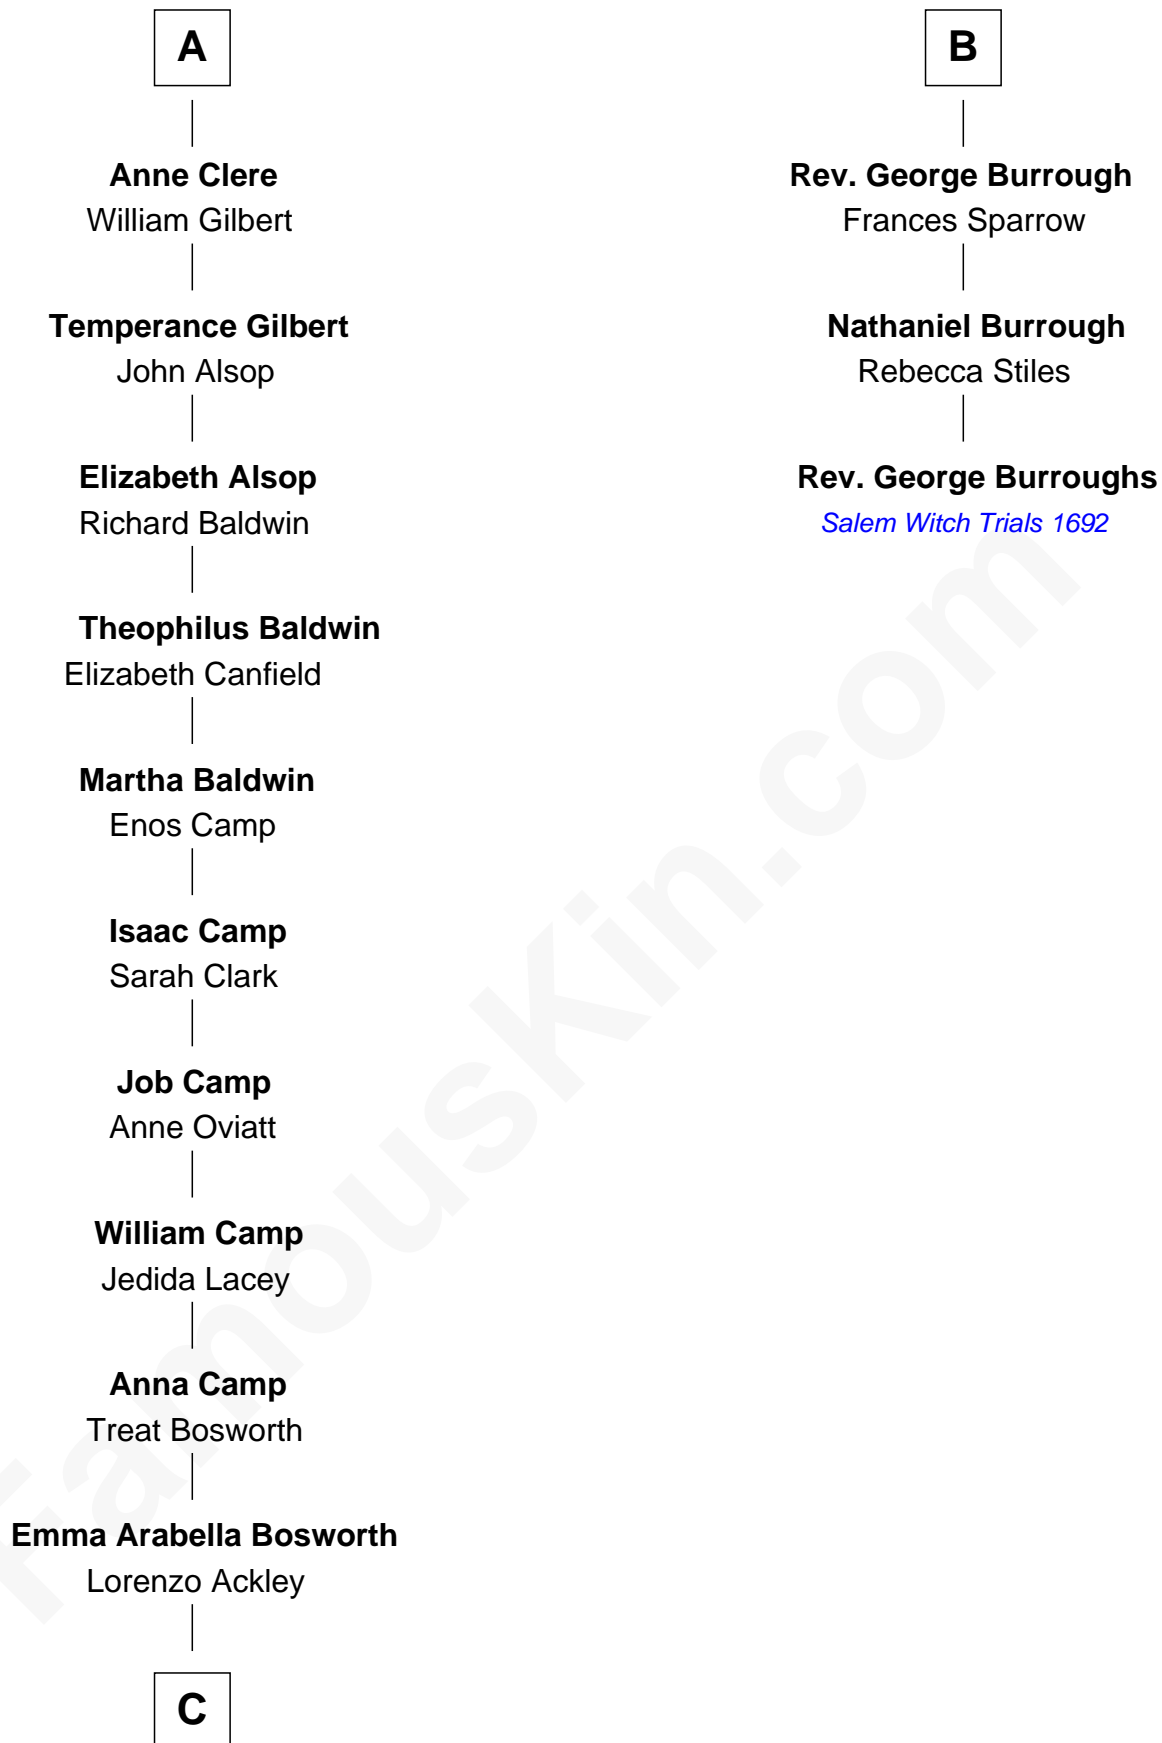 A
Anne Clere
William Gilbert
Temperance Gilbert
John Alsop
Elizabeth Alsop
Richard Baldwin
Theophilus Baldwin
Elizabeth Canfield
Martha Baldwin
Enos Camp
Isaac Camp
Sarah Clark
Job Camp
Anne Oviatt
William Camp
Jedida Lacey
Anna Camp
Treat Bosworth
Emma Arabella Bosworth
Lorenzo Ackley
C
B
Rev. George Burrough
Frances Sparrow
Nathaniel Burrough
Rebecca Stiles
Rev. George Burroughs
Salem Witch Trials 1692
FamousKin.com